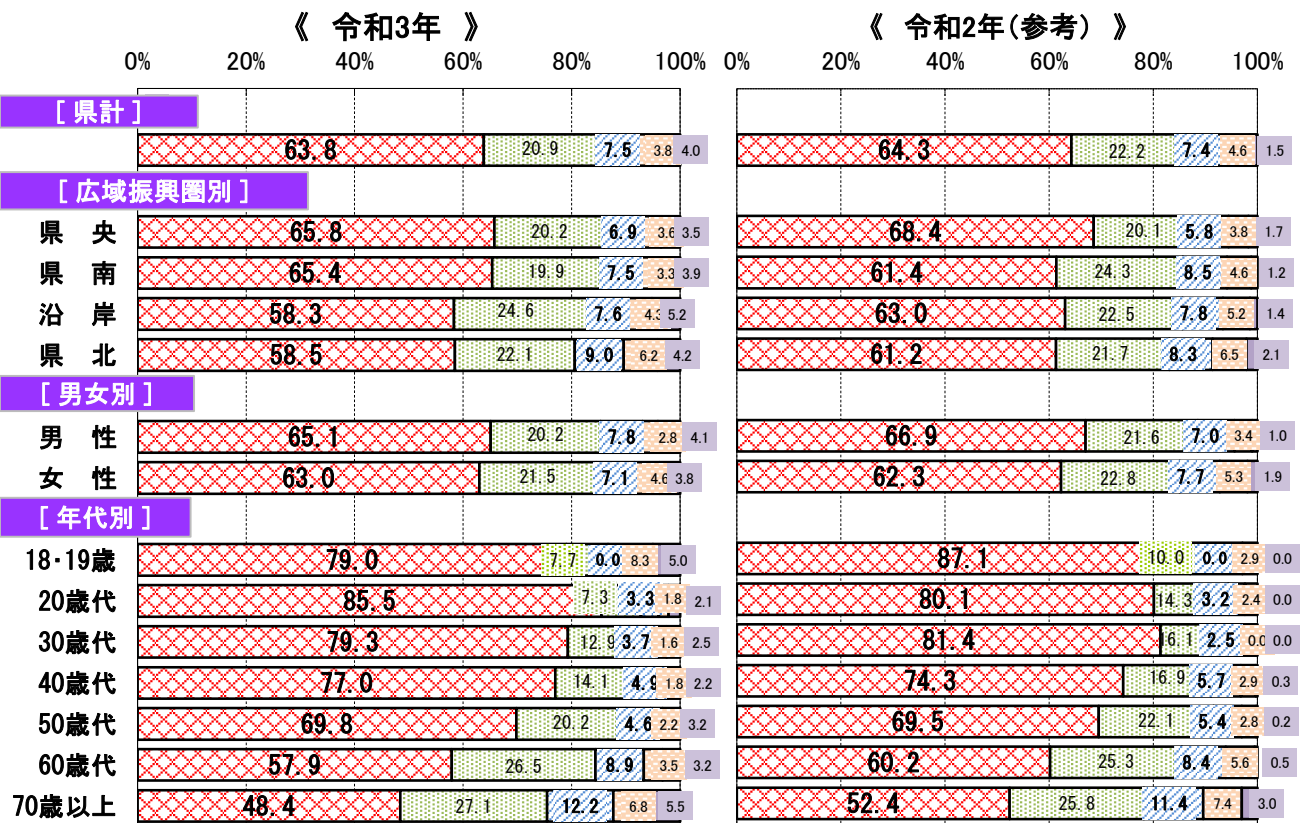 《 令和3年 》 《 令和2年(参考) 》
0% 20% 40% 60% 80% 100% 0% 20% 40% 60% 80% 100%
[ 県計 ]
63.8 20.9 7.5 3.8 4.0 64.3 22.2 7.4 4.6 1.5
[ 広域振興圏別 ]
県 央 65.8 20.2 6.9 3.6 3.5 68.4 20.1 5.8 3.8 1.7
県 南 65.4 19.9 7.5 3.3 3.9 61.4 24.3 8.5 4.6 1.2
沿 岸 58.3 24.6 7.6 4.3 5.2 63.0 22.5 7.8 5.2 1.4
県 北 58.5 22.1 9.0 6.2 4.2 61.2 21.7 8.3 6.5 2.1
[ 男女別 ]
男 性 65.1 20.2 7.8 2.8 4.1 66.9 21.6 7.0 3.4 1.0
女 性 63.0 21.5 7.1 4.6 3.8 62.3 22.8 7.7 5.3 1.9
[ 年代別 ]
18・19歳 79.0 7.7 0.0 8.3 5.0 87.1 10.0 0.0 2.9 0.0
20歳代 85.5 7.3 3.3 1.8 2.1 80.1 14.3 3.2 2.4 0.0
30歳代 79.3 12.9 3.7 1.6 2.5 81.4 16.1 2.5 0.0 0.0
40歳代 77.0 14.1 4.9 1.8 2.2 74.3 16.9 5.7 2.9 0.3
50歳代 69.8 20.2 4.6 2.2 3.2 69.5 22.1 5.4 2.8 0.2
60歳代 57.9 26.5 8.9 3.5 3.2 60.2 25.3 8.4 5.6 0.5
70歳以上 48.4 27.1 12.2 6.8 5.5 52.4 25.8 11.4 7.4 3.0